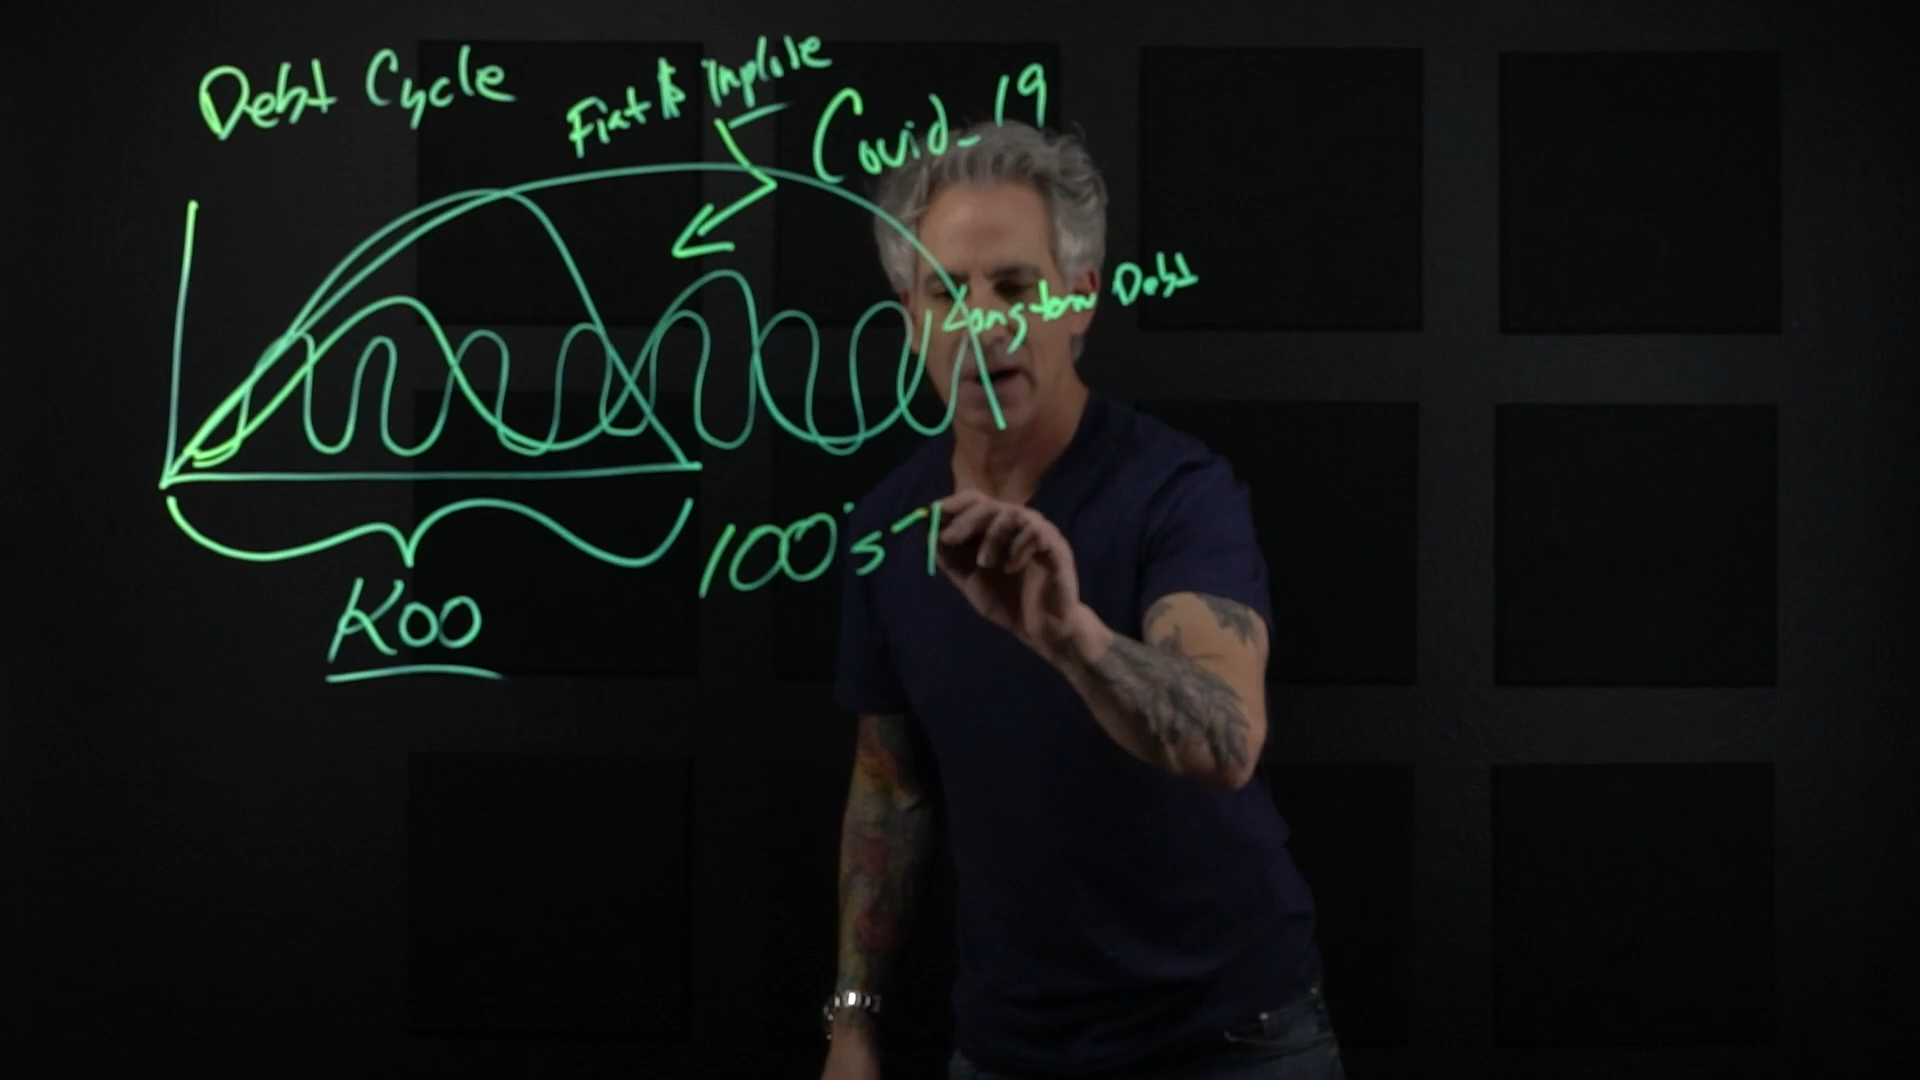 Debt Cycle
Fiat $ Implode
Covid-19
Long term Debt
100's T
Koo